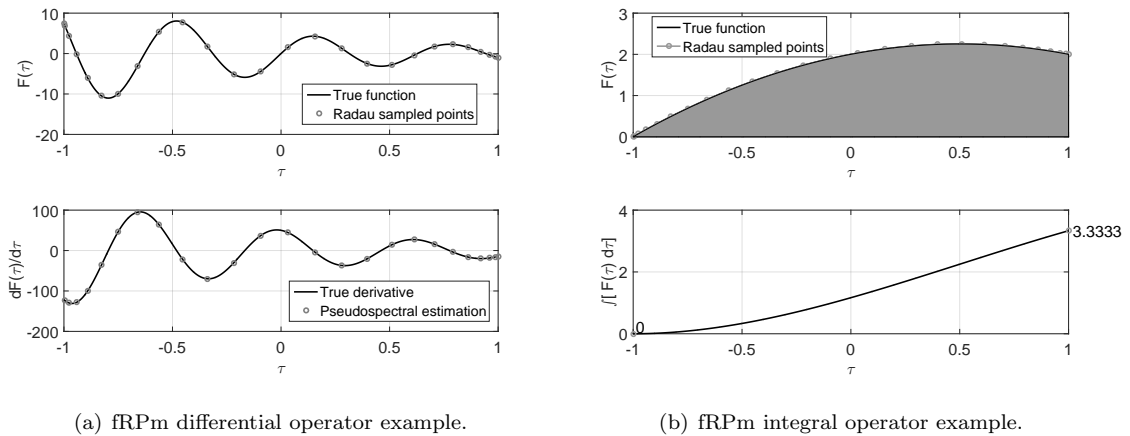 10
0
-10
-20
F(τ)
-1 -0.5 0 0.5 1
τ
True function
Radau sampled points
100
0
-100
-200
dF(τ)/dτ
-1 -0.5 0 0.5 1
τ
True derivative
Pseudospectral estimation
(a) fRPm differential operator example.
3
2
1
0
F(τ)
-1 -0.5 0 0.5 1
τ
True function
Radau sampled points
4
2
0
∫[ F(τ) dτ]
-1 -0.5 0 0.5 1
τ
0
3.3333
(b) fRPm integral operator example.